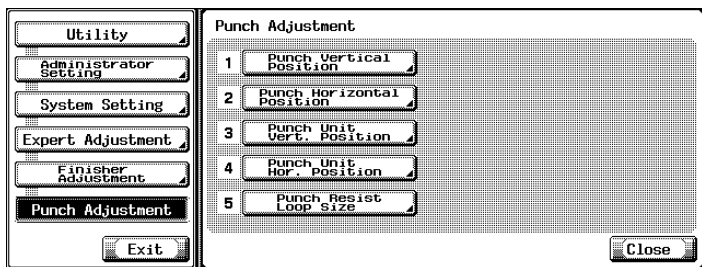 Utility
Administrator
Setting
System Setting
Expert Adjustment
Finisher
Adjustment
Punch Adjustment
Exit
Punch Adjustment
1 Punch Vertical
Position
2 Punch Horizontal
Position
3 Punch Unit
Vert. Position
4 Punch Unit
Hor. Position
5 Punch Resist
Loop Size
Close